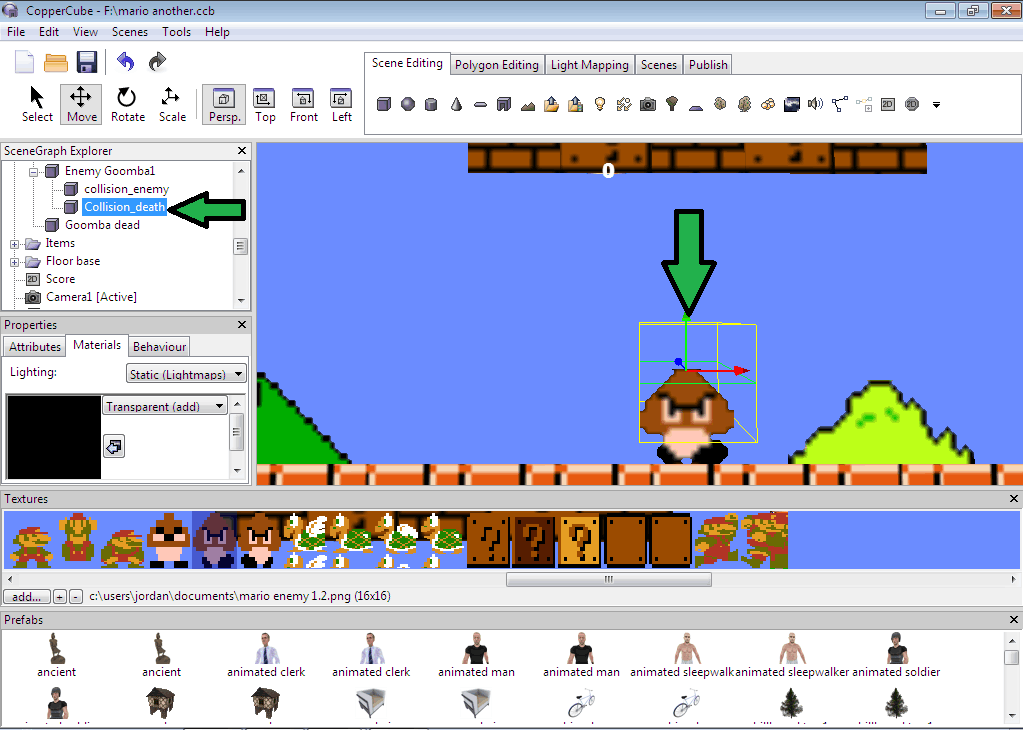 CopperCube - F:\mario another.ccb
File Edit View Scenes Tools Help
Scene Editing Polygon Editing Light Mapping Scenes Publish
Select Move Rotate Scale Persp. Top Front Left
2D 2D
SceneGraph Explorer
Enemy Goomba1
collision_enemy
Collision_death
Goomba dead
Items
Floor base
2D Score
Camera1 [Active]
0
Properties
Attributes Materials Behaviour
Lighting: Static (Lightmaps)
Transparent (add)
Textures
? ? ?
add... + - c:\users\jordan\documents\mario enemy 1.2.png (16x16)
Prefabs
ancient ancient animated clerk animated clerk animated man animated man animated sleepwalk animated sleepwalker animated soldier